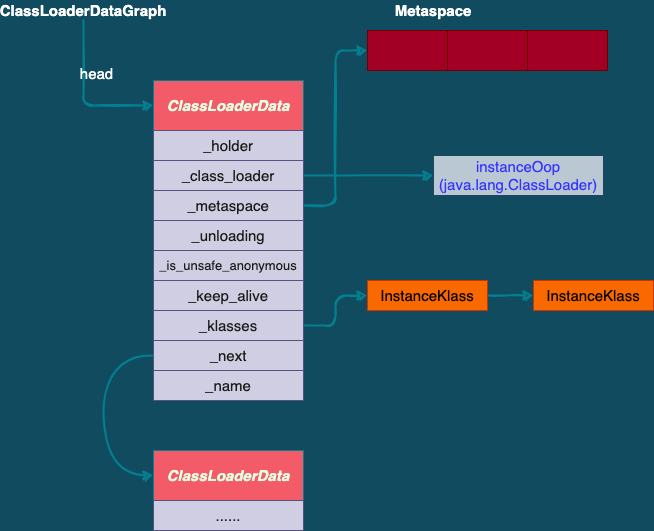 ClassLoaderDataGraph
Metaspace
head
ClassLoaderData
_holder
_class_loader
instanceOop
(java.lang.ClassLoader)
_metaspace
_unloading
_is_unsafe_anonymous
_keep_alive
InstanceKlass
InstanceKlass
_klasses
_next
_name
ClassLoaderData
......